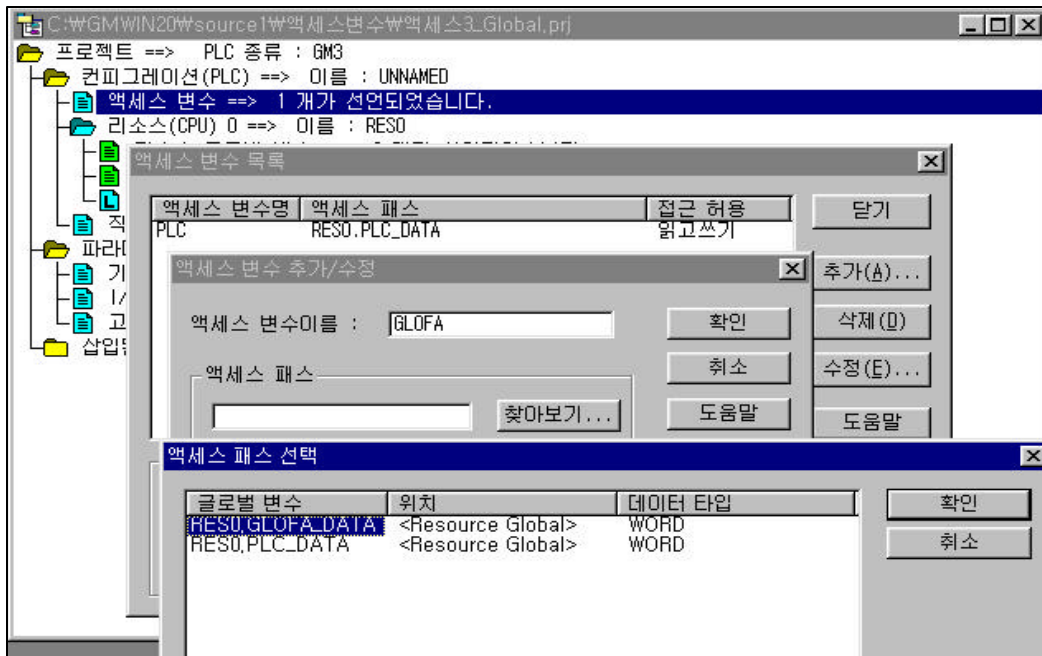 C:\GMWIN20\source1\액세스변수\액세스3_Global.prj
프로젝트 ==> PLC 종류 : GM3
컨피그레이션(PLC) ==> 이름 : UNNAMED
액세스 변수 ==> 1 개가 선언되었습니다.
리소스(CPU) 0 ==> 이름 : RES0
액세스 변수 목록
액세스 변수명 액세스 패스 접근 허용 닫기
직
PLC RES0.PLC_DATA 읽고쓰기
파라미
기 액세스 변수 추가/수정 추가(A)...
I/
고 액세스 변수이름 : GLOFA 확인 삭제(D)
삽입된
액세스 패스 취소 수정(E)...
찾아보기... 도움말 도움말
액세스 패스 선택
글로벌 변수 위치 데이터 타입 확인
RES0.GLOFA_DATA <Resource Global> WORD
RES0.PLC_DATA <Resource Global> WORD 취소